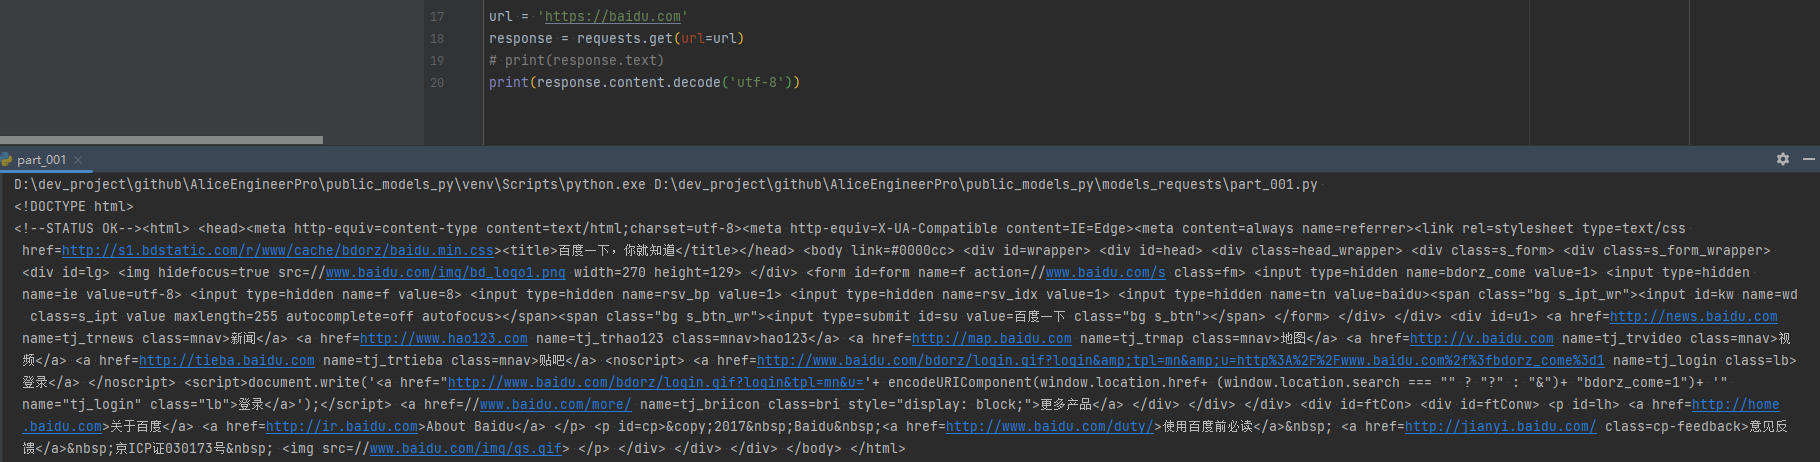 17 url = 'https://baidu.com'
18 response = requests.get(url=url)
19 # print(response.text)
20 print(response.content.decode('utf-8'))
part_001
D:\dev_project\github\AliceEngineerPro\public_models_py\venv\Scripts\python.exe D:\dev_project\github\AliceEngineerPro\public_models_py\models_requests\part_001.py
<!DOCTYPE html>
<!--STATUS OK--><html> <head><meta http-equiv=content-type content=text/html;charset=utf-8><meta http-equiv=X-UA-Compatible content=IE=Edge><meta content=always name=referrer><link rel=stylesheet type=text/css
href=http://s1.bdstatic.com/r/www/cache/bdorz/baidu.min.css><title>百度一下，你就知道</title></head> <body link=#0000cc> <div id=wrapper> <div id=head> <div class=head_wrapper> <div class=s_form> <div class=s_form_wrapper>
<div id=lg> <img hidefocus=true src=//www.baidu.com/img/bd_logo1.png width=270 height=129> </div> <form id=form name=f action=//www.baidu.com/s class=fm> <input type=hidden name=bdorz_come value=1> <input type=hidden
name=ie value=utf-8> <input type=hidden name=f value=8> <input type=hidden name=rsv_bp value=1> <input type=hidden name=rsv_idx value=1> <input type=hidden name=tn value=baidu><span class="bg s_ipt_wr"><input id=kw name=wd
class=s_ipt value maxlength=255 autocomplete=off autofocus></span><span class="bg s_btn_wr"><input type=submit id=su value=百度一下 class="bg s_btn"></span> </form> </div> </div> <div id=u1> <a href=http://news.baidu.com
name=tj_trnews class=mnav>新闻</a> <a href=http://www.hao123.com name=tj_trhao123 class=mnav>hao123</a> <a href=http://map.baidu.com name=tj_trmap class=mnav>地图</a> <a href=http://v.baidu.com name=tj_trvideo class=mnav>视
频</a> <a href=http://tieba.baidu.com name=tj_trtieba class=mnav>贴吧</a> <noscript> <a href=http://www.baidu.com/bdorz/login.gif?login&amp;tpl=mn&amp;u=http%3A%2F%2Fwww.baidu.com%2f%3fbdorz_come%3d1 name=tj_login class=lb>
登录</a> </noscript> <script>document.write('<a href="http://www.baidu.com/bdorz/login.gif?login&tpl=mn&u='+ encodeURIComponent(window.location.href+ (window.location.search === "" ? "?" : "&")+ "bdorz_come=1")+ '"
name="tj_login" class="lb">登录</a>');</script> <a href=//www.baidu.com/more/ name=tj_briicon class=bri style="display: block;">更多产品</a> </div> </div> </div> <div id=ftCon> <div id=ftConw> <p id=lh> <a href=http://home
.baidu.com>关于百度</a> <a href=http://ir.baidu.com>About Baidu</a> </p> <p id=cp>&copy;2017&nbsp;Baidu&nbsp;<a href=http://www.baidu.com/duty/>使用百度前必读</a>&nbsp; <a href=http://jianyi.baidu.com/ class=cp-feedback>意见反
馈</a>&nbsp;京ICP证030173号&nbsp; <img src=//www.baidu.com/img/gs.gif> </p> </div> </div> </div> </body> </html>